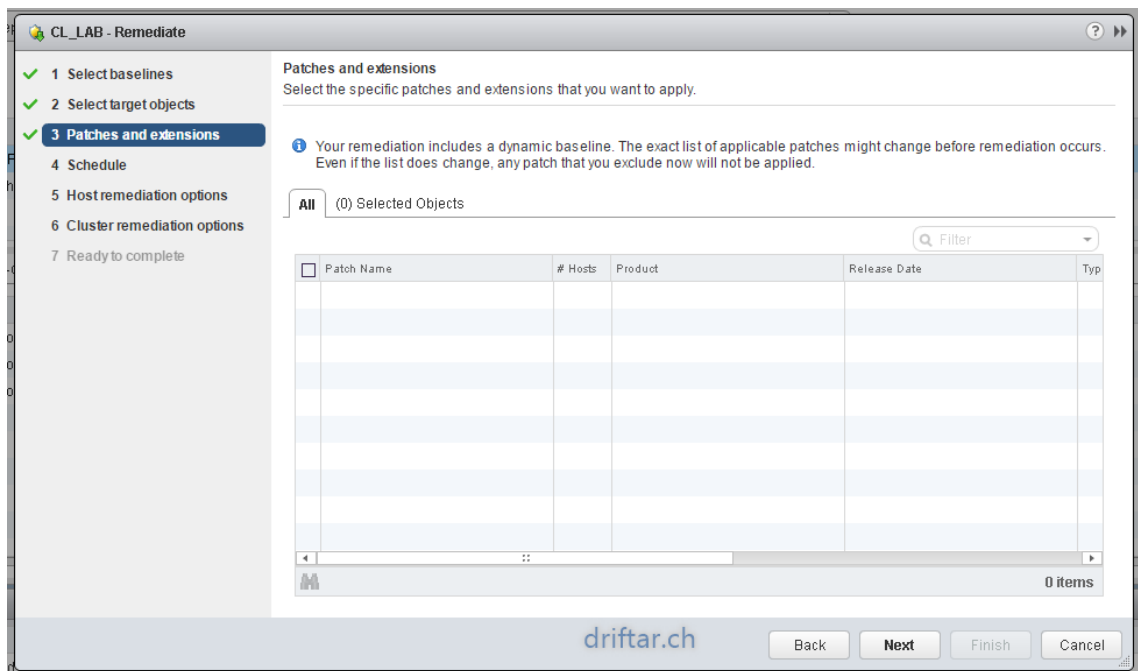 CL_LAB - Remediate
?
1 Select baselines
2 Select target objects
3 Patches and extensions
4 Schedule
5 Host remediation options
6 Cluster remediation options
7 Ready to complete
Patches and extensions
Select the specific patches and extensions that you want to apply.
Your remediation includes a dynamic baseline. The exact list of applicable patches might change before remediation occurs.
Even if the list does change, any patch that you exclude now will not be applied.
All (0) Selected Objects
Filter
Patch Name # Hosts Product Release Date Typ
0 items
driftar.ch
Back Next Finish Cancel